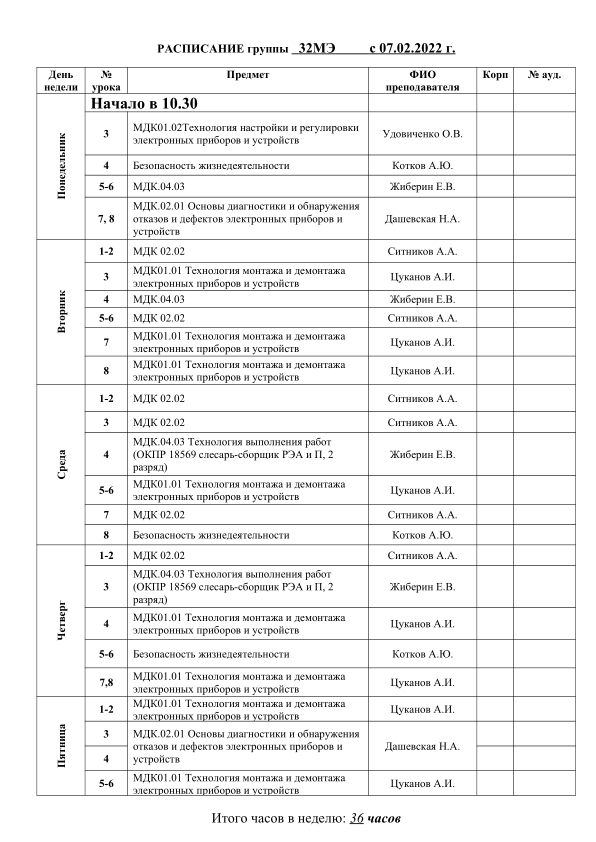 РАСПИСАНИЕ группы 32МЭ с 07.02.2022 г.
День недели № урока Предмет ФИО преподавателя Корп № ауд.
Понедельник
Начало в 10.30
3 МДК01.02Технология настройки и регулировки
электронных приборов и устройств Удовиченко О.В.
4 Безопасность жизнедеятельности Котков А.Ю.
5-6 МДК.04.03 Жиберин Е.В.
7, 8 МДК.02.01 Основы диагностики и обнаружения
отказов и дефектов электронных приборов и
устройств Дашевская Н.А.
Вторник
1-2 МДК 02.02 Ситников А.А.
3 МДК01.01 Технология монтажа и демонтажа
электронных приборов и устройств Цуканов А.И.
4 МДК.04.03 Жиберин Е.В.
5-6 МДК 02.02 Ситников А.А.
7 МДК01.01 Технология монтажа и демонтажа
электронных приборов и устройств Цуканов А.И.
8 МДК01.01 Технология монтажа и демонтажа
электронных приборов и устройств Цуканов А.И.
Среда
1-2 МДК 02.02 Ситников А.А.
3 МДК 02.02 Ситников А.А.
4 МДК.04.03 Технология выполнения работ
(ОКПР 18569 слесарь-сборщик РЭА и П, 2
разряд) Жиберин Е.В.
5-6 МДК01.01 Технология монтажа и демонтажа
электронных приборов и устройств Цуканов А.И.
7 МДК 02.02 Ситников А.А.
8 Безопасность жизнедеятельности Котков А.Ю.
Четверг
1-2 МДК 02.02 Ситников А.А.
3 МДК.04.03 Технология выполнения работ
(ОКПР 18569 слесарь-сборщик РЭА и П, 2
разряд) Жиберин Е.В.
4 МДК01.01 Технология монтажа и демонтажа
электронных приборов и устройств Цуканов А.И.
5-6 Безопасность жизнедеятельности Котков А.Ю.
7,8 МДК01.01 Технология монтажа и демонтажа
электронных приборов и устройств Цуканов А.И.
Пятница
1-2 МДК01.01 Технология монтажа и демонтажа
электронных приборов и устройств Цуканов А.И.
3 МДК.02.01 Основы диагностики и обнаружения
отказов и дефектов электронных приборов и Дашевская Н.А.
4 устройств
5-6 МДК01.01 Технология монтажа и демонтажа
электронных приборов и устройств Цуканов А.И.
Итого часов в неделю: 36 часов